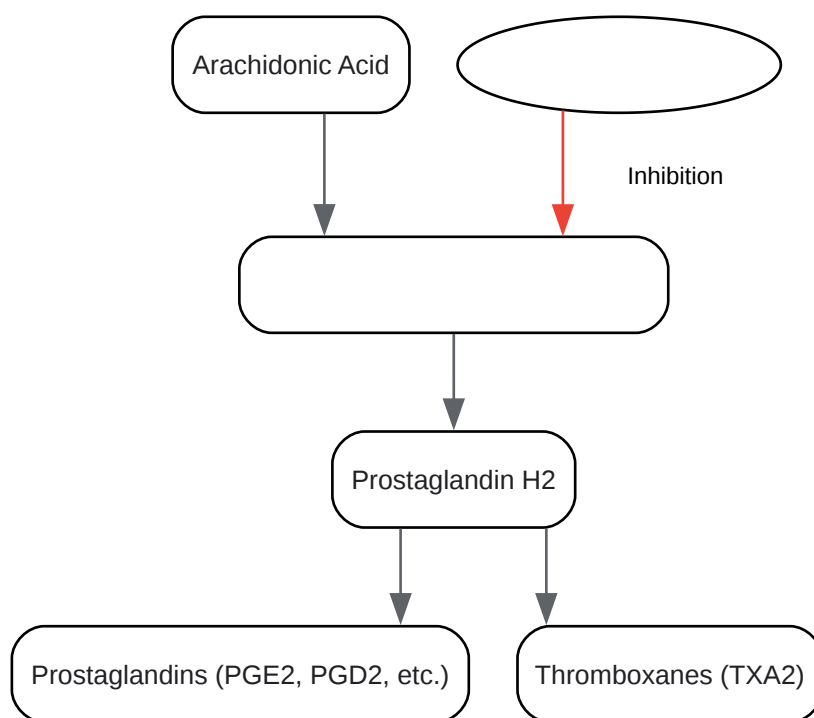 Arachidonic Acid
Inhibition
Prostaglandin H2
Prostaglandins (PGE2, PGD2, etc.)
Thromboxanes (TXA2)